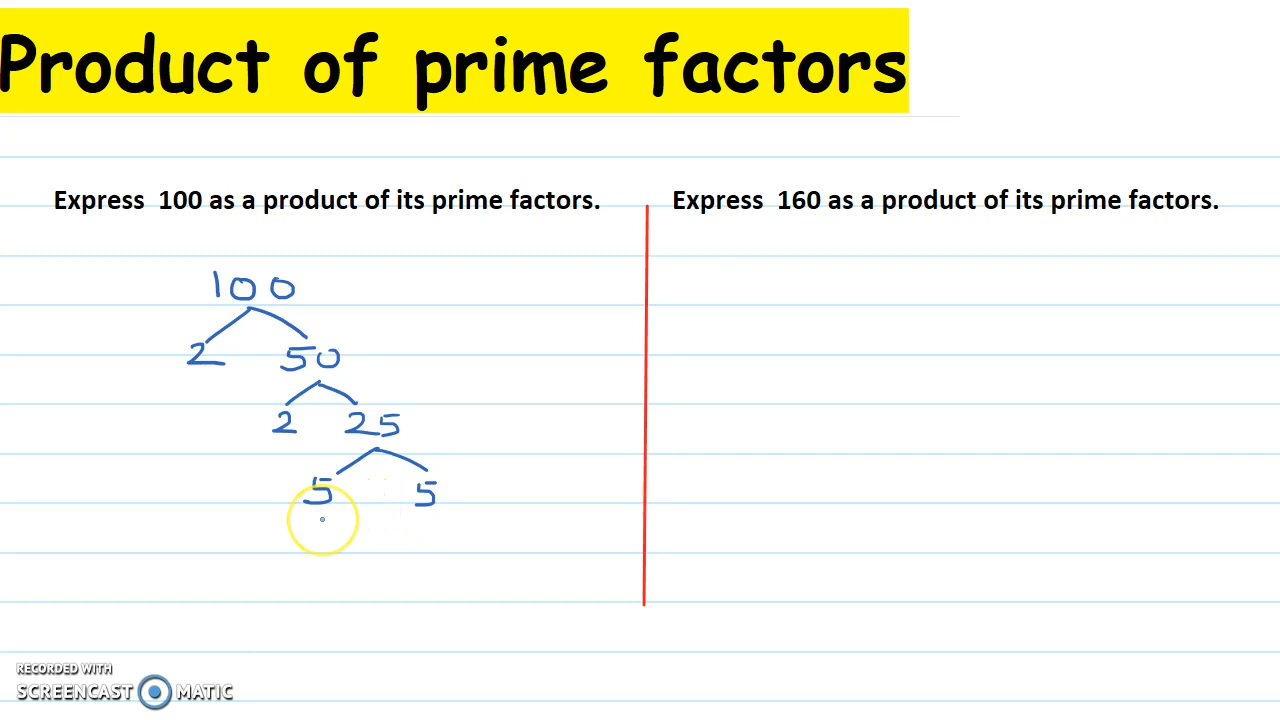 Product of prime factors
Express 100 as a product of its prime factors.
100
2 50
2 25
5 5
Express 160 as a product of its prime factors.
RECORDED WITH
SCREENCAST MATIC